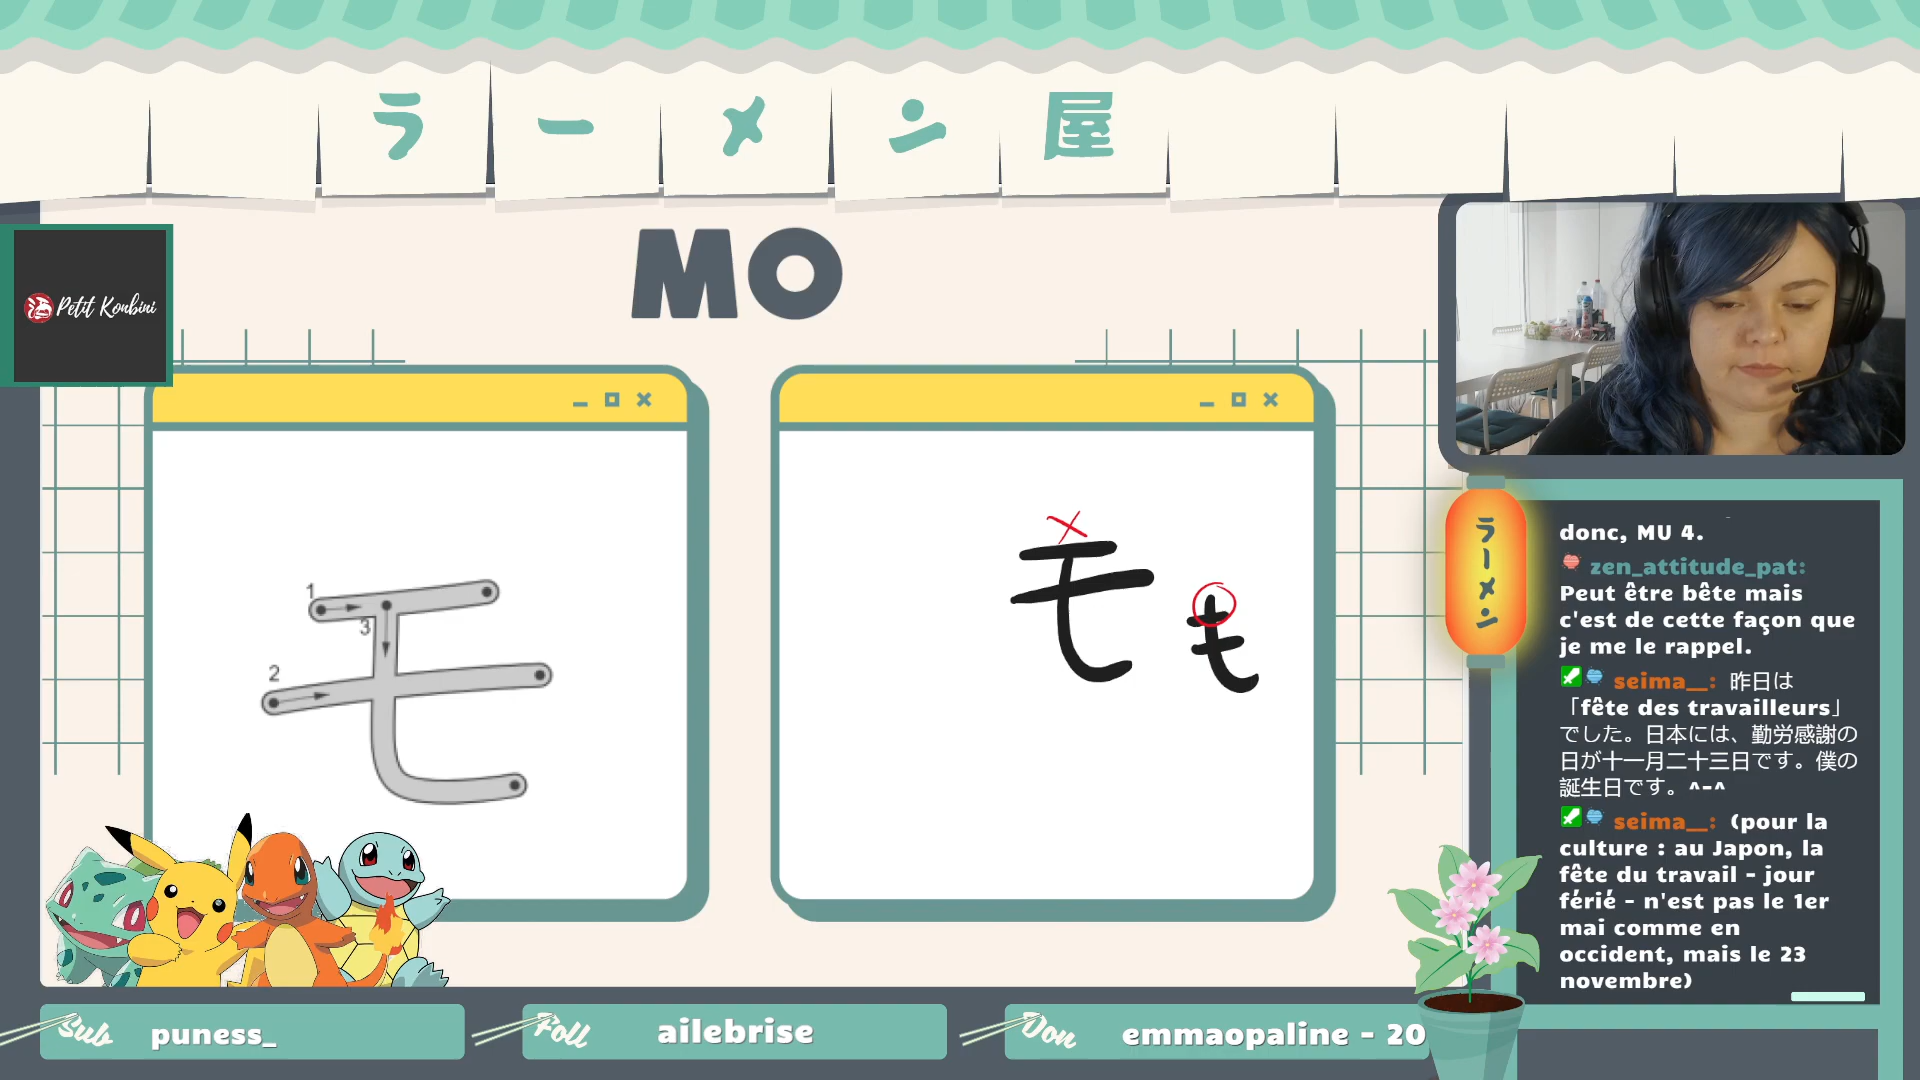 ラーメン屋
MO
Petit Konbini
1
3
2
モ
も
ラーメン
donc, MU 4.
zen_attitude_pat:
Peut être bête mais
c'est de cette façon que
je me le rappel.
seima__: 昨日は
「fête des travailleurs」
でした。日本には、勤労感謝の
日が十一月二十三日です。僕の
誕生日です。^-^
seima__: (pour la
culture : au Japon, la
fête du travail - jour
férié - n'est pas le 1er
mai comme en
occident, mais le 23
novembre)
Sub puness_
Foll ailebrise
Don emmaopaline - 20